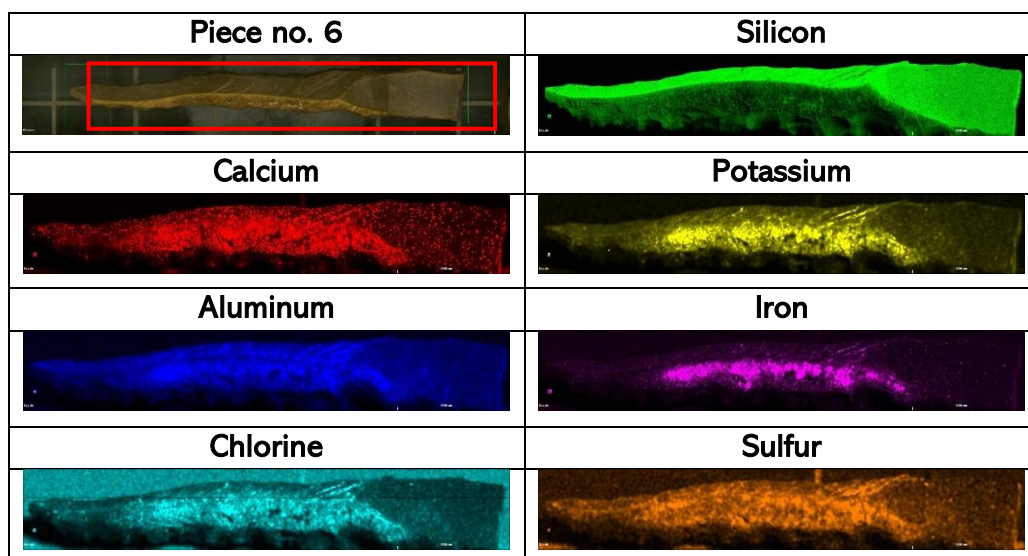 Piece no. 6
Silicon
Calcium
Potassium
Aluminum
Iron
Chlorine
Sulfur